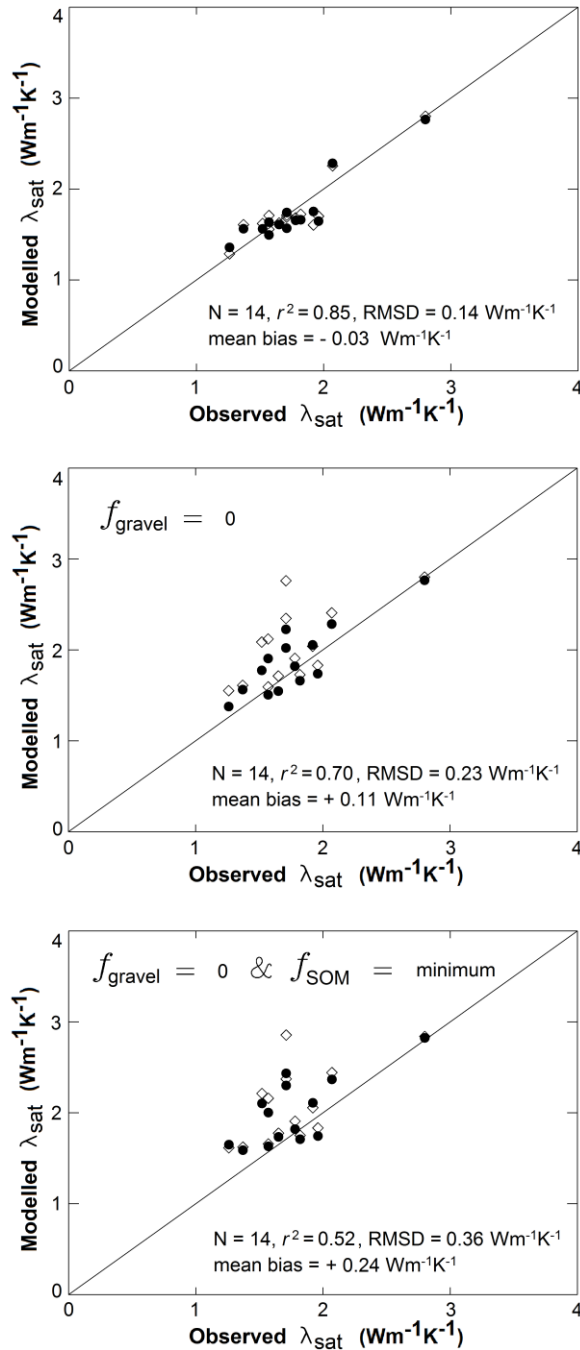 4
3
2
1
0
Modelled λsat (Wm⁻¹K⁻¹)
N = 14, r² = 0.85, RMSD = 0.14 Wm⁻¹K⁻¹
mean bias = - 0.03 Wm⁻¹K⁻¹
0 1 2 3 4
Observed λsat (Wm⁻¹K⁻¹)
fgravel = 0
4
3
2
1
0
Modelled λsat (Wm⁻¹K⁻¹)
N = 14, r² = 0.70, RMSD = 0.23 Wm⁻¹K⁻¹
mean bias = + 0.11 Wm⁻¹K⁻¹
0 1 2 3 4
Observed λsat (Wm⁻¹K⁻¹)
fgravel = 0 & fSOM = minimum
4
3
2
1
0
Modelled λsat (Wm⁻¹K⁻¹)
N = 14, r² = 0.52, RMSD = 0.36 Wm⁻¹K⁻¹
mean bias = + 0.24 Wm⁻¹K⁻¹
0 1 2 3 4
Observed λsat (Wm⁻¹K⁻¹)